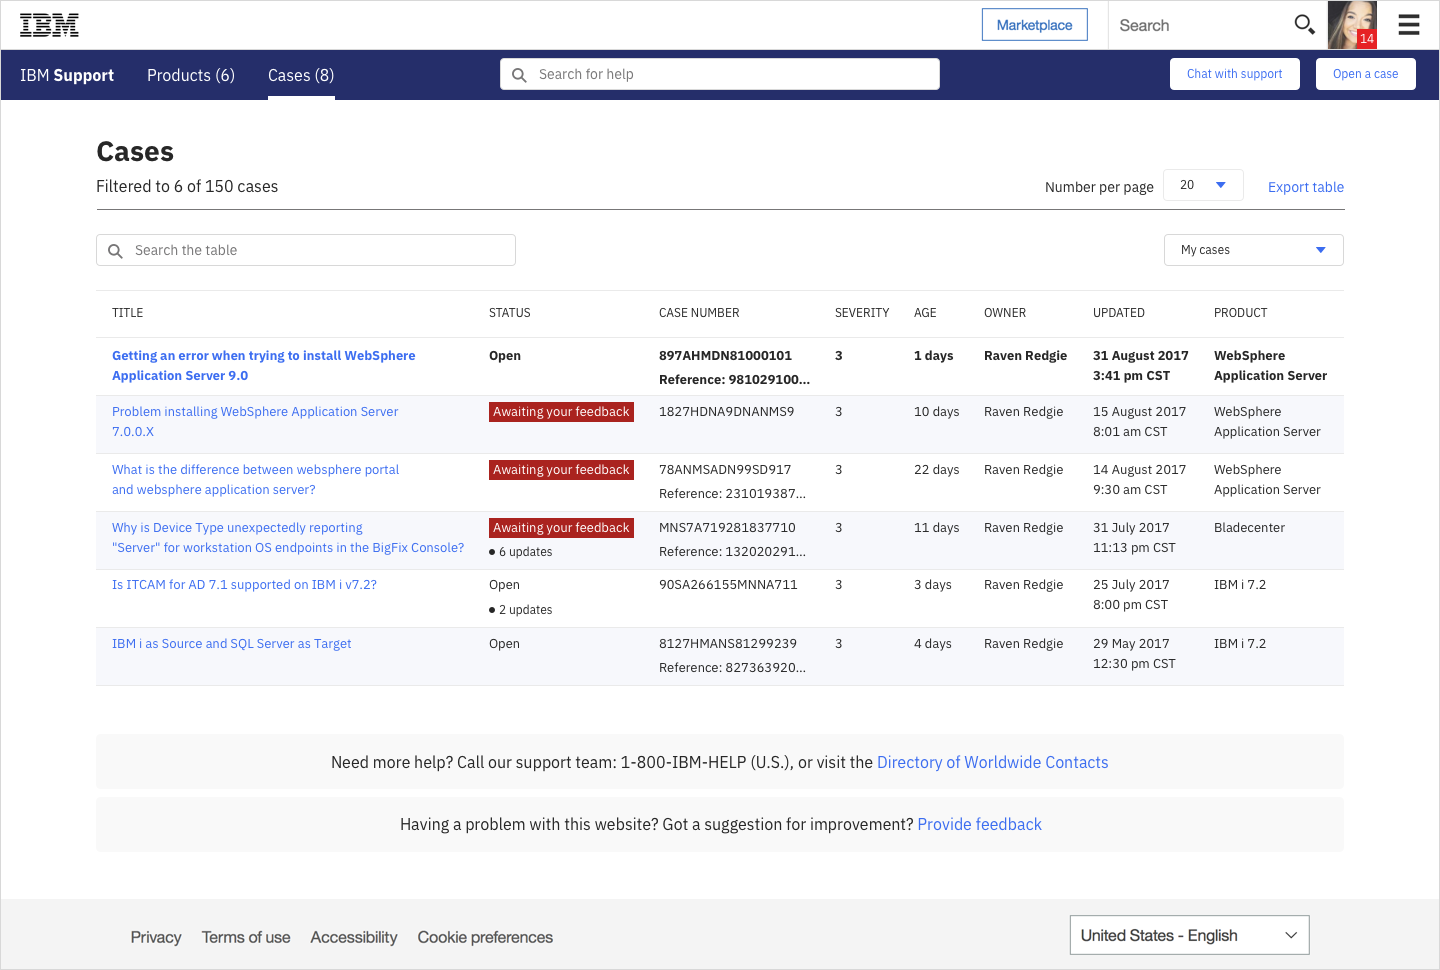 IBM
Marketplace
Search
14
IBM Support
Products (6)
Cases (8)
Search for help
Chat with support
Open a case
Cases
Filtered to 6 of 150 cases
Number per page
20
Export table
Search the table
My cases
TITLE STATUS CASE NUMBER SEVERITY AGE OWNER UPDATED PRODUCT
Getting an error when trying to install WebSphere Open 897AHMDN81000101 3 1 days Raven Redgie 31 August 2017 WebSphere
Application Server 9.0 Reference: 981029100... 3:41 pm CST Application Server
Problem installing WebSphere Application Server Awaiting your feedback 1827HDNA9DNANMS9 3 10 days Raven Redgie 15 August 2017 WebSphere
7.0.0.X 8:01 am CST Application Server
What is the difference between websphere portal Awaiting your feedback 78ANMSADN99SD917 3 22 days Raven Redgie 14 August 2017 WebSphere
and websphere application server? Reference: 231019387... 9:30 am CST Application Server
Why is Device Type unexpectedly reporting Awaiting your feedback MNS7A719281837710 3 11 days Raven Redgie 31 July 2017 Bladecenter
"Server" for workstation OS endpoints in the BigFix Console? • 6 updates Reference: 132020291... 11:13 pm CST
Is ITCAM for AD 7.1 supported on IBM i v7.2? Open 90SA266155MNNA711 3 3 days Raven Redgie 25 July 2017 IBM i 7.2
• 2 updates 8:00 pm CST
IBM i as Source and SQL Server as Target Open 8127HMANS81299239 3 4 days Raven Redgie 29 May 2017 IBM i 7.2
Reference: 827363920... 12:30 pm CST
Need more help? Call our support team: 1-800-IBM-HELP (U.S.), or visit the Directory of Worldwide Contacts
Having a problem with this website? Got a suggestion for improvement? Provide feedback
Privacy
Terms of use
Accessibility
Cookie preferences
United States - English